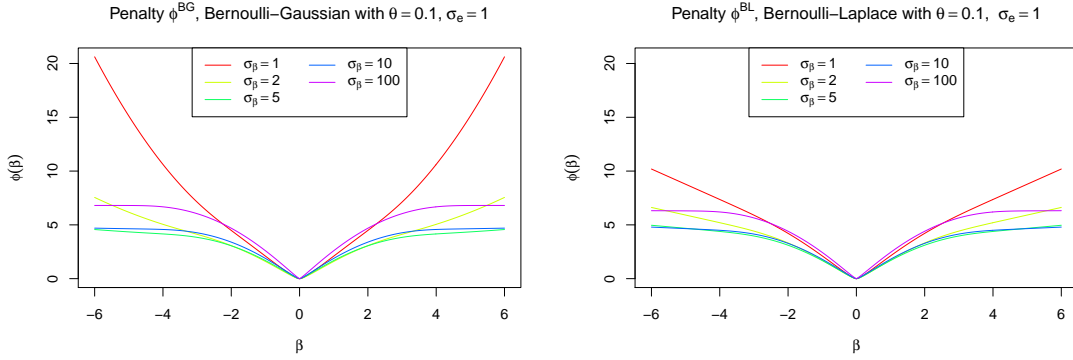 Penalty ϕ^BG, Bernoulli−Gaussian with θ = 0.1, σ_e = 1
σ_β = 1
σ_β = 2
σ_β = 5
σ_β = 10
σ_β = 100
ϕ(β)
20
15
10
5
0
−6 −4 −2 0 2 4 6
β
Penalty ϕ^BL, Bernoulli−Laplace with θ = 0.1, σ_e = 1
σ_β = 1
σ_β = 2
σ_β = 5
σ_β = 10
σ_β = 100
ϕ(β)
20
15
10
5
0
−6 −4 −2 0 2 4 6
β